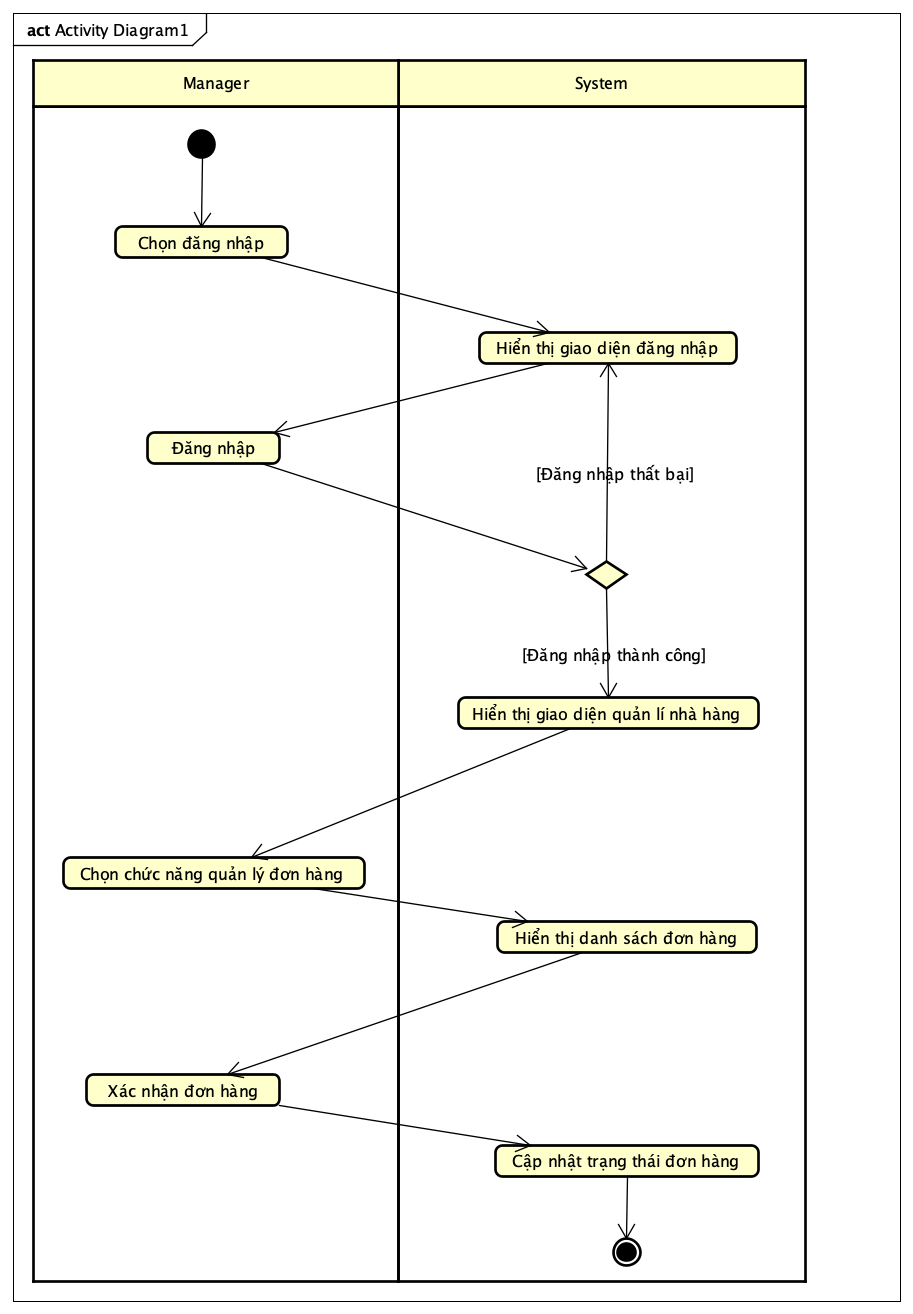 act Activity Diagram1
Manager
System
Chọn đăng nhập
Hiển thị giao diện đăng nhập
Đăng nhập
[Đăng nhập thất bại]
[Đăng nhập thành công]
Hiển thị giao diện quản lí nhà hàng
Chọn chức năng quản lý đơn hàng
Hiển thị danh sách đơn hàng
Xác nhận đơn hàng
Cập nhật trạng thái đơn hàng